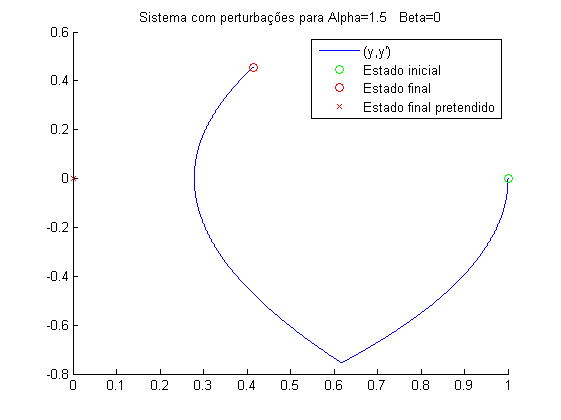 Sistema com perturbações para Alpha=1.5 Beta=0
0.6
0.4
0.2
0
-0.2
-0.4
-0.6
-0.8
(y,y')
Estado inicial
Estado final
Estado final pretendido
0 0.1 0.2 0.3 0.4 0.5 0.6 0.7 0.8 0.9 1